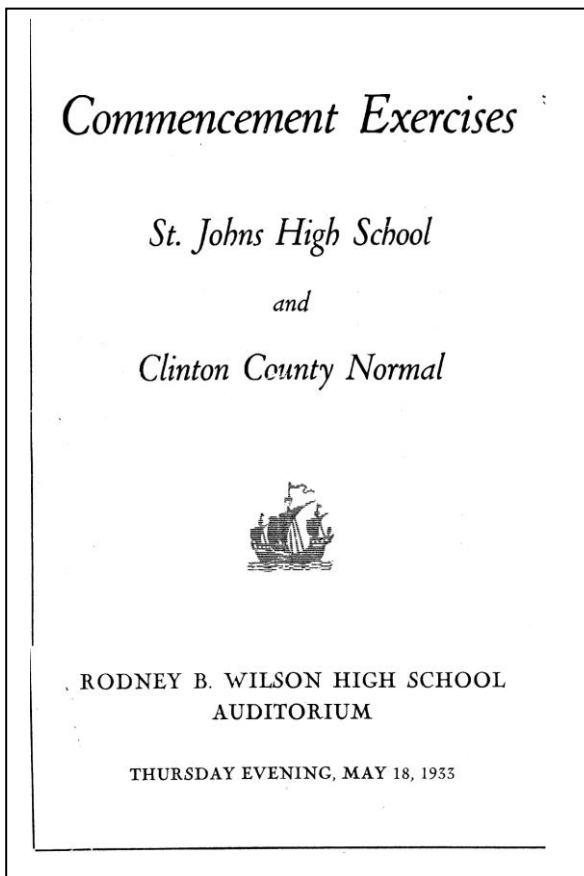 Commencement Exercises
St. Johns High School
and
Clinton County Normal
RODNEY B. WILSON HIGH SCHOOL
AUDITORIUM
THURSDAY EVENING, MAY 18, 1933